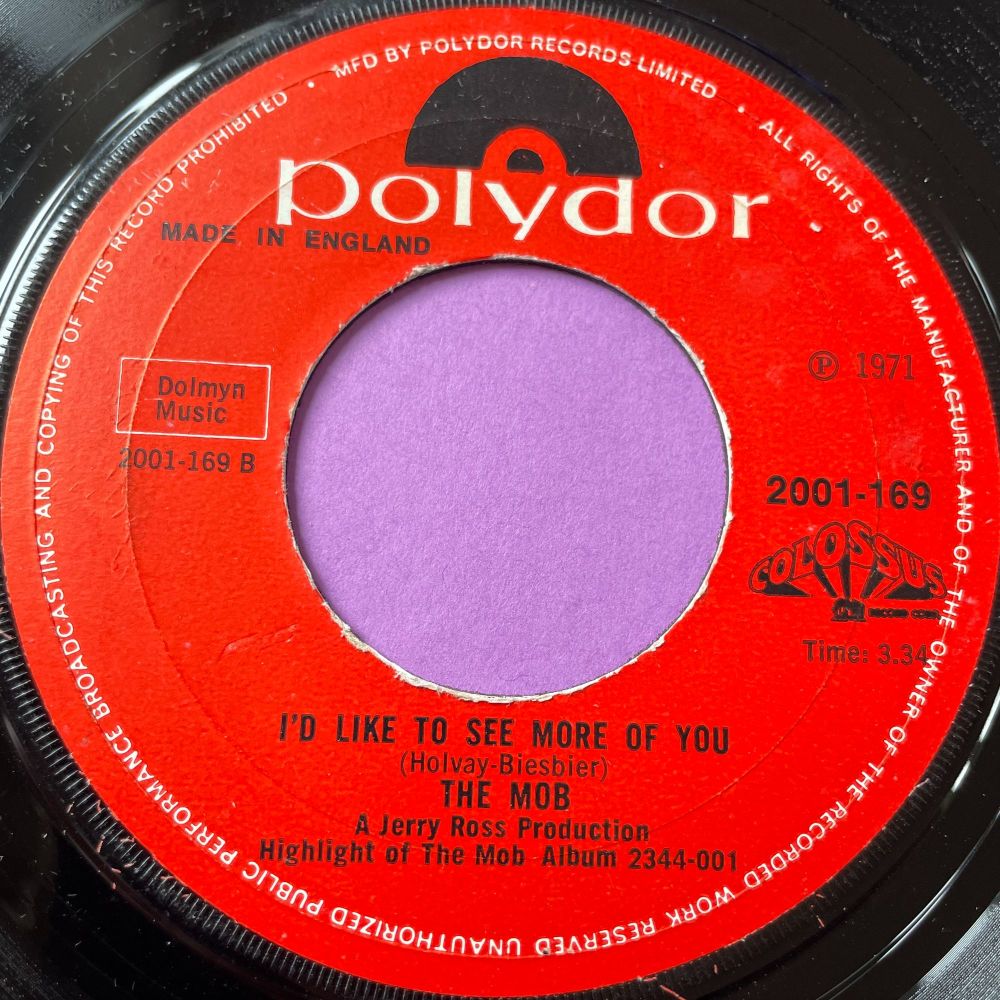 MFD BY POLYDOR RECORDS LIMITED • ALL RIGHTS OF THE MANUFACTURER AND OF THE OWNER OF THE RECORDED WORK RESERVED UNAUTHORIZED PUBLIC PERFORMANCE BROADCASTING AND COPYING OF THIS RECORD PROHIBITED •
polydor
MADE IN ENGLAND
℗ 1971
Dolmyn
Music
2001-169 B
2001-169
COLOSSUS
RECORD CORP.
Time: 3.34
I'D LIKE TO SEE MORE OF YOU
(Holvay-Biesbier)
THE MOB
A Jerry Ross Production
Highlight of The Mob Album 2344-001